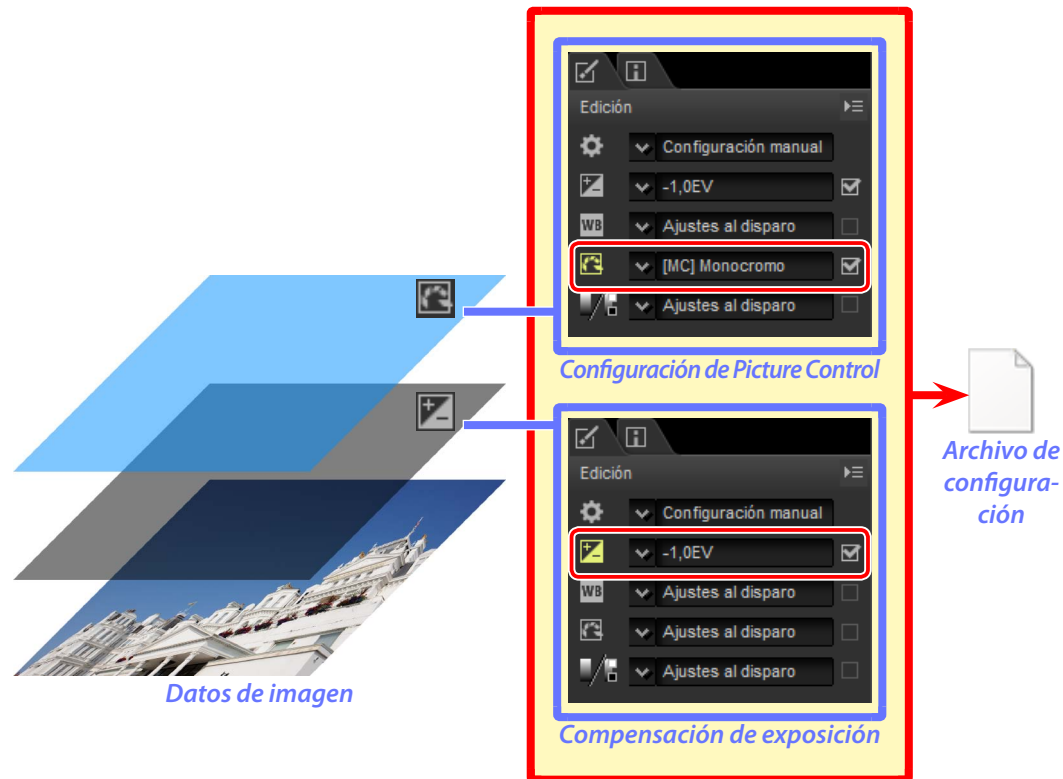 Edición
Configuración manual
-1,0EV
WB
Ajustes al disparo
[MC] Monocromo
Ajustes al disparo
Configuración de Picture Control
Edición
Configuración manual
-1,0EV
WB
Ajustes al disparo
Ajustes al disparo
Ajustes al disparo
Compensación de exposición
Archivo de
configura-
ción
Datos de imagen